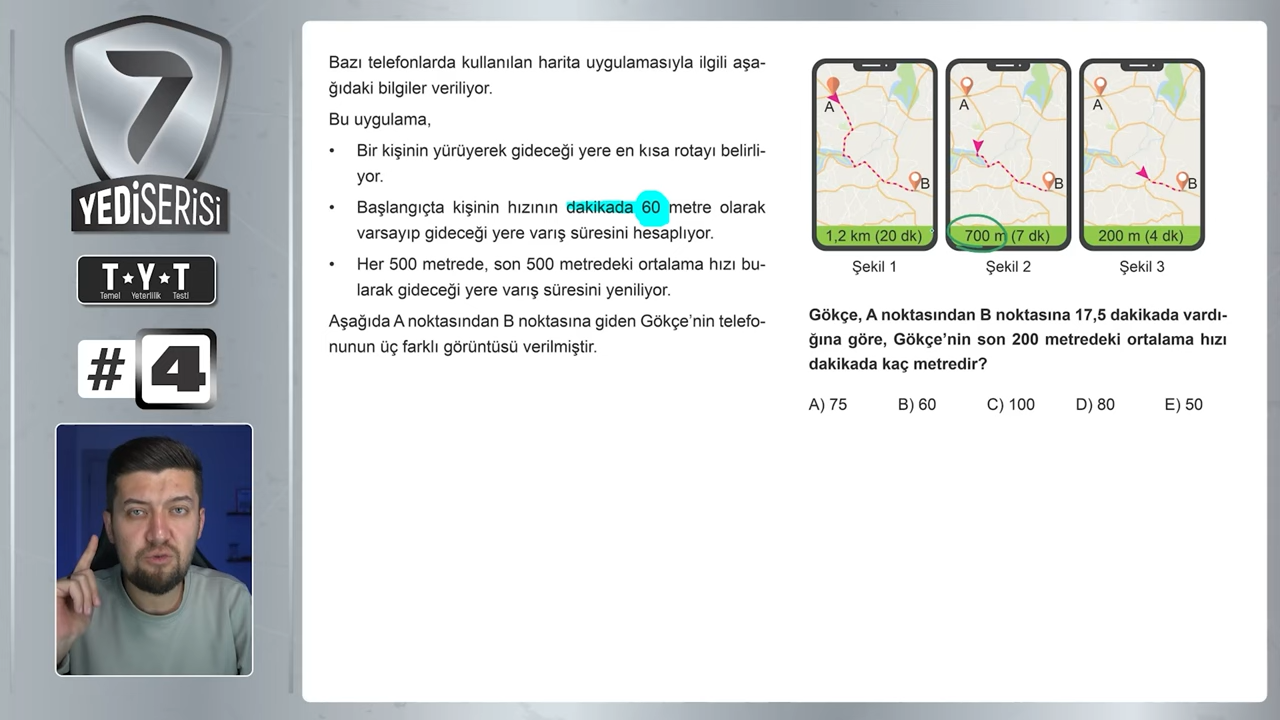 7
YEDİSERİSİ
T★Y★T
Temel Yeterlilik Testi
#4
Bazı telefonlarda kullanılan harita uygulamasıyla ilgili aşa-
ğıdaki bilgiler veriliyor.
Bu uygulama,
• Bir kişinin yürüyerek gideceği yere en kısa rotayı belirli-
yor.
• Başlangıçta kişinin hızının dakikada 60 metre olarak
varsayıp gideceği yere varış süresini hesaplıyor.
• Her 500 metrede, son 500 metredeki ortalama hızı bu-
larak gideceği yere varış süresini yeniliyor.
Aşağıda A noktasından B noktasına giden Gökçe’nin telefo-
nunun üç farklı görüntüsü verilmiştir.
A
B
1,2 km (20 dk)
Şekil 1
A
B
700 m (7 dk)
Şekil 2
A
B
200 m (4 dk)
Şekil 3
Gökçe, A noktasından B noktasına 17,5 dakikada vardı-
ğına göre, Gökçe’nin son 200 metredeki ortalama hızı
dakikada kaç metredir?
A) 75 B) 60 C) 100 D) 80 E) 50